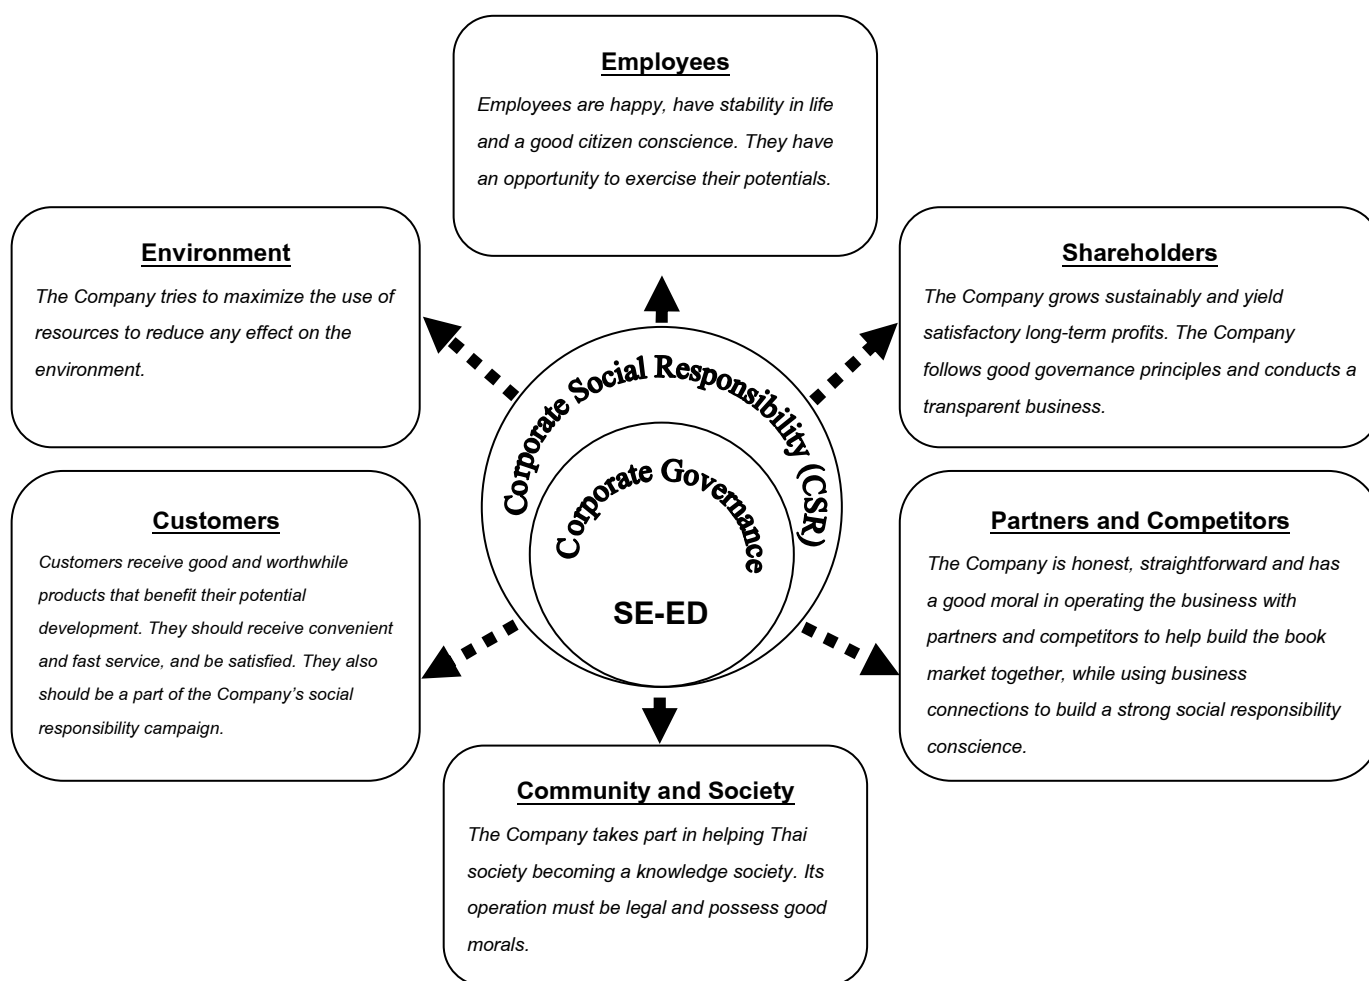 Employees
Employees are happy, have stability in life
and a good citizen conscience. They have
an opportunity to exercise their potentials.
Environment
The Company tries to maximize the use of
resources to reduce any effect on the
environment.
Shareholders
The Company grows sustainably and yield
satisfactory long-term profits. The Company
follows good governance principles and conducts a
transparent business.
Corporate Social Responsibility (CSR)
Corporate Governance
SE-ED
Customers
Customers receive good and worthwhile
products that benefit their potential
development. They should receive convenient
and fast service, and be satisfied. They also
should be a part of the Company’s social
responsibility campaign.
Partners and Competitors
The Company is honest, straightforward and has
a good moral in operating the business with
partners and competitors to help build the book
market together, while using business
connections to build a strong social responsibility
conscience.
Community and Society
The Company takes part in helping Thai
society becoming a knowledge society. Its
operation must be legal and possess good
morals.